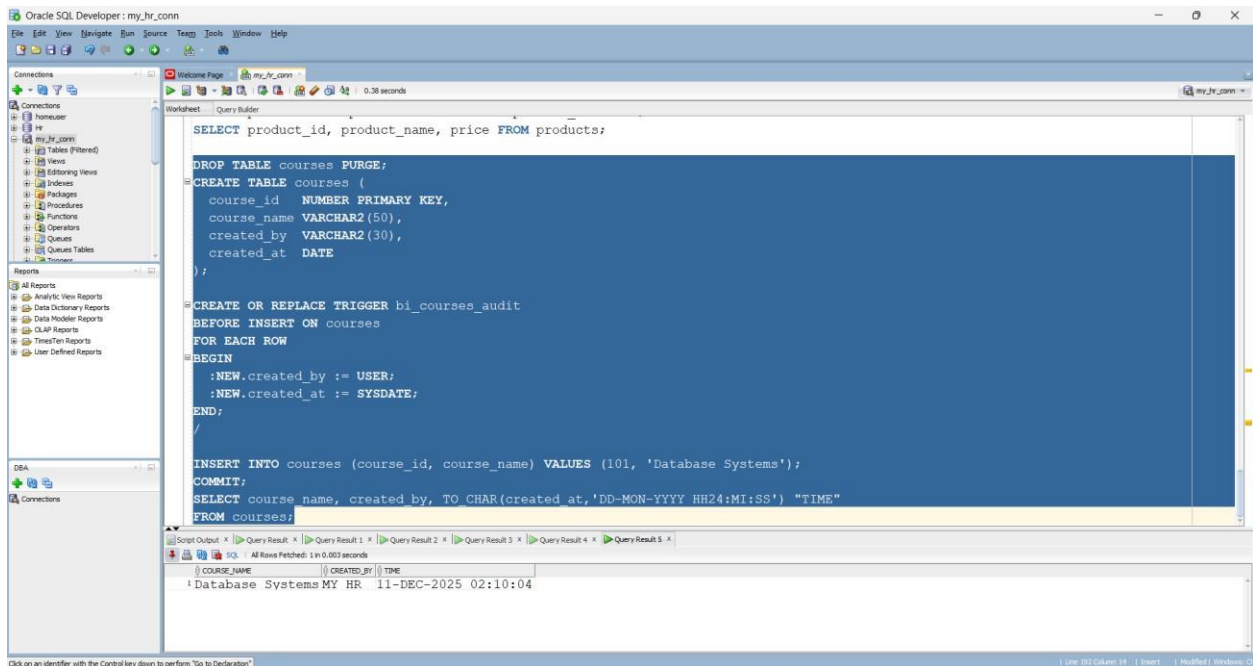 Oracle SQL Developer : my_hr_conn
File Edit View Navigate Run Source Team Tools Window Help
Connections
Connections
homeuser
Hr
my_hr_conn
Tables (Filtered)
Views
Editioning Views
Indexes
Packages
Procedures
Functions
Operators
Queues
Queues Tables
Triggers
Reports
All Reports
Analytic View Reports
Data Dictionary Reports
Data Modeler Reports
OLAP Reports
TimesTen Reports
User Defined Reports
DBA
Connections
Welcome Page my_hr_conn
0.38 seconds
my_hr_conn
Worksheet Query Builder
SELECT product_id, product_name, price FROM products;
DROP TABLE courses PURGE;
CREATE TABLE courses (
course_id NUMBER PRIMARY KEY,
course_name VARCHAR2(50),
created_by VARCHAR2(30),
created_at DATE
);
CREATE OR REPLACE TRIGGER bi_courses_audit
BEFORE INSERT ON courses
FOR EACH ROW
BEGIN
:NEW.created_by := USER;
:NEW.created_at := SYSDATE;
END;
/
INSERT INTO courses (course_id, course_name) VALUES (101, 'Database Systems');
COMMIT;
SELECT course_name, created_by, TO_CHAR(created_at,'DD-MON-YYYY HH24:MI:SS') "TIME"
FROM courses;
Script Output x Query Result x Query Result 1 x Query Result 2 x Query Result 3 x Query Result 4 x Query Result 5 x
SQL | All Rows Fetched: 1 in 0.003 seconds
COURSE_NAME CREATED_BY TIME
1 Database Systems MY HR 11-DEC-2025 02:10:04
Click on an identifier with the Control key down to perform "Go to Declaration"
Line 192 Column 14 | Insert | Modified | Windows: C